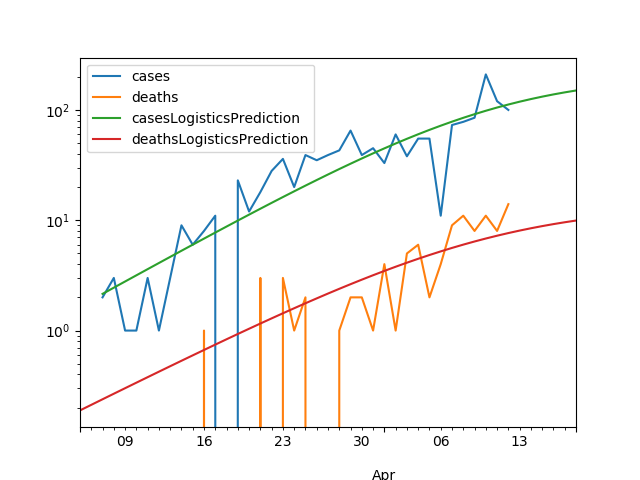 cases
deaths
casesLogisticsPrediction
deathsLogisticsPrediction
10²
10¹
10⁰
09 16 23 30 06 13
Apr